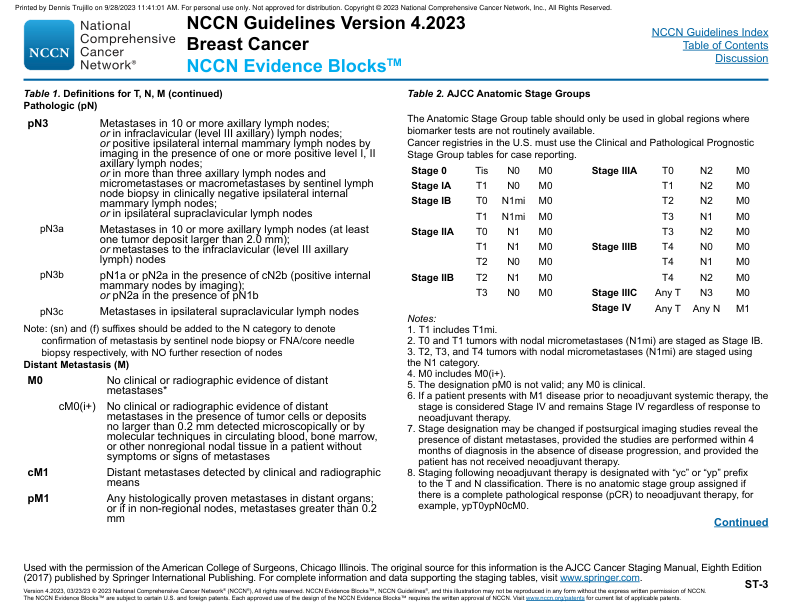 Printed by Dennis Trujillo on 9/28/2023 11:41:01 AM. For personal use only. Not approved for distribution. Copyright © 2023 National Comprehensive Cancer Network, Inc., All Rights Reserved.
NCCN
National
Comprehensive
Cancer
Network®
NCCN Guidelines Version 4.2023
Breast Cancer
NCCN Evidence Blocks™
NCCN Guidelines Index
Table of Contents
Discussion
Table 1. Definitions for T, N, M (continued)
Pathologic (pN)
pN3 Metastases in 10 or more axillary lymph nodes;
or in infraclavicular (level III axillary) lymph nodes;
or positive ipsilateral internal mammary lymph nodes by
imaging in the presence of one or more positive level I, II
axillary lymph nodes;
or in more than three axillary lymph nodes and
micrometastases or macrometastases by sentinel lymph
node biopsy in clinically negative ipsilateral internal
mammary lymph nodes;
or in ipsilateral supraclavicular lymph nodes
pN3a Metastases in 10 or more axillary lymph nodes (at least
one tumor deposit larger than 2.0 mm);
or metastases to the infraclavicular (level III axillary
lymph) nodes
pN3b pN1a or pN2a in the presence of cN2b (positive internal
mammary nodes by imaging);
or pN2a in the presence of pN1b
pN3c Metastases in ipsilateral supraclavicular lymph nodes
Note: (sn) and (f) suffixes should be added to the N category to denote
confirmation of metastasis by sentinel node biopsy or FNA/core needle
biopsy respectively, with NO further resection of nodes
Distant Metastasis (M)
M0 No clinical or radiographic evidence of distant
metastases*
cM0(i+) No clinical or radiographic evidence of distant
metastases in the presence of tumor cells or deposits
no larger than 0.2 mm detected microscopically or by
molecular techniques in circulating blood, bone marrow,
or other nonregional nodal tissue in a patient without
symptoms or signs of metastases
cM1 Distant metastases detected by clinical and radiographic
means
pM1 Any histologically proven metastases in distant organs;
or if in non-regional nodes, metastases greater than 0.2
mm
Table 2. AJCC Anatomic Stage Groups
The Anatomic Stage Group table should only be used in global regions where
biomarker tests are not routinely available.
Cancer registries in the U.S. must use the Clinical and Pathological Prognostic
Stage Group tables for case reporting.
Stage 0 Tis N0 M0
Stage IA T1 N0 M0
Stage IB T0 N1mi M0
T1 N1mi M0
Stage IIA T0 N1 M0
T1 N1 M0
T2 N0 M0
Stage IIB T2 N1 M0
T3 N0 M0
Stage IIIA T0 N2 M0
T1 N2 M0
T2 N2 M0
T3 N1 M0
T3 N2 M0
Stage IIIB T4 N0 M0
T4 N1 M0
T4 N2 M0
Stage IIIC Any T N3 M0
Stage IV Any T Any N M1
Notes:
1. T1 includes T1mi.
2. T0 and T1 tumors with nodal micrometastases (N1mi) are staged as Stage IB.
3. T2, T3, and T4 tumors with nodal micrometastases (N1mi) are staged using
the N1 category.
4. M0 includes M0(i+).
5. The designation pM0 is not valid; any M0 is clinical.
6. If a patient presents with M1 disease prior to neoadjuvant systemic therapy, the
stage is considered Stage IV and remains Stage IV regardless of response to
neoadjuvant therapy.
7. Stage designation may be changed if postsurgical imaging studies reveal the
presence of distant metastases, provided the studies are performed within 4
months of diagnosis in the absence of disease progression, and provided the
patient has not received neoadjuvant therapy.
8. Staging following neoadjuvant therapy is designated with "yc" or "yp" prefix
to the T and N classification. There is no anatomic stage group assigned if
there is a complete pathological response (pCR) to neoadjuvant therapy, for
example, ypT0ypN0cM0.
Continued
Used with the permission of the American College of Surgeons, Chicago Illinois. The original source for this information is the AJCC Cancer Staging Manual, Eighth Edition
(2017) published by Springer International Publishing. For complete information and data supporting the staging tables, visit www.springer.com.
ST-3
Version 4.2023, 03/23/23 © 2023 National Comprehensive Cancer Network® (NCCN®), All rights reserved. NCCN Evidence Blocks™, NCCN Guidelines®, and this illustration may not be reproduced in any form without the express written permission of NCCN.
The NCCN Evidence Blocks™ are subject to certain U.S. and foreign patents. Each approved use of the design of the NCCN Evidence Blocks™ requires the written approval of NCCN. Visit www.nccn.org/patents for current list of applicable patents.